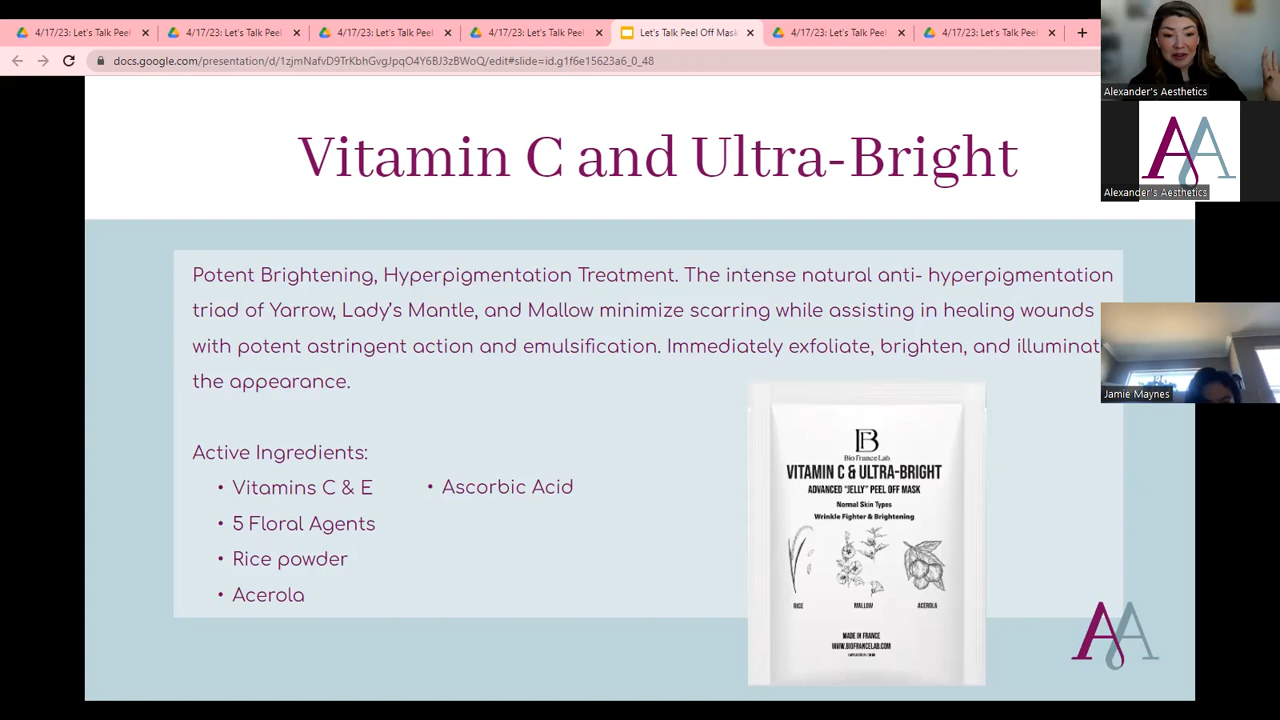 4/17/23: Let's Talk Peel
4/17/23: Let's Talk Peel
4/17/23: Let's Talk Peel
4/17/23: Let's Talk Peel
Let's Talk Peel Off Mask
4/17/23: Let's Talk Peel
4/17/23: Let's Talk Peel
docs.google.com/presentation/d/1zjmNafvD9TrKbhGvgJpqO4Y6BJ3zBWoQ/edit#slide=id.g1f6e15623a6_0_48
Alexander's Aesthetics
AA
Alexander's Aesthetics
Vitamin C and Ultra-Bright
Potent Brightening, Hyperpigmentation Treatment. The intense natural anti- hyperpigmentation
triad of Yarrow, Lady's Mantle, and Mallow minimize scarring while assisting in healing wounds
with potent astringent action and emulsification. Immediately exfoliate, brighten, and illuminat
the appearance.
Jamie Maynes
Active Ingredients:
• Vitamins C & E
• Ascorbic Acid
• 5 Floral Agents
• Rice powder
• Acerola
Bio France Lab
VITAMIN C & ULTRA-BRIGHT
ADVANCED "JELLY" PEEL OFF MASK
Normal Skin Types
Wrinkle Fighter & Brightening
RICE
MALLOW
ACEROLA
MADE IN FRANCE
WWW.BIOFRANCELAB.COM
AA